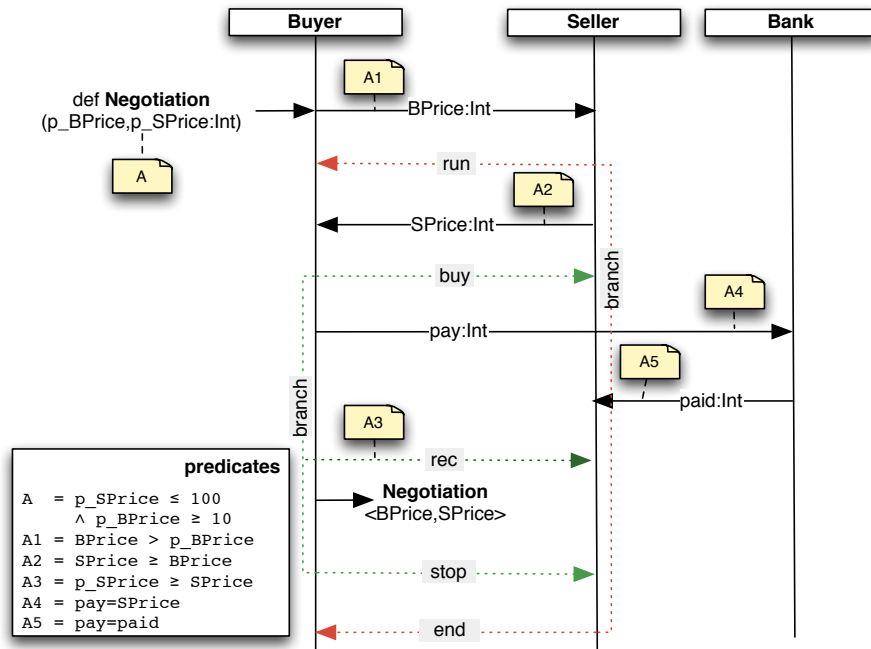 Buyer
Seller
Bank
A1
def Negotiation
(p_BPrice,p_SPrice:Int)
BPrice:Int
A
run
A2
SPrice:Int
buy
branch
A4
pay:Int
A5
paid:Int
branch
A3
rec
Negotiation
<BPrice,SPrice>
stop
end
predicates
A = p_SPrice ≤ 100
∧ p_BPrice ≥ 10
A1 = BPrice > p_BPrice
A2 = SPrice ≥ BPrice
A3 = p_SPrice ≥ SPrice
A4 = pay=SPrice
A5 = pay=paid